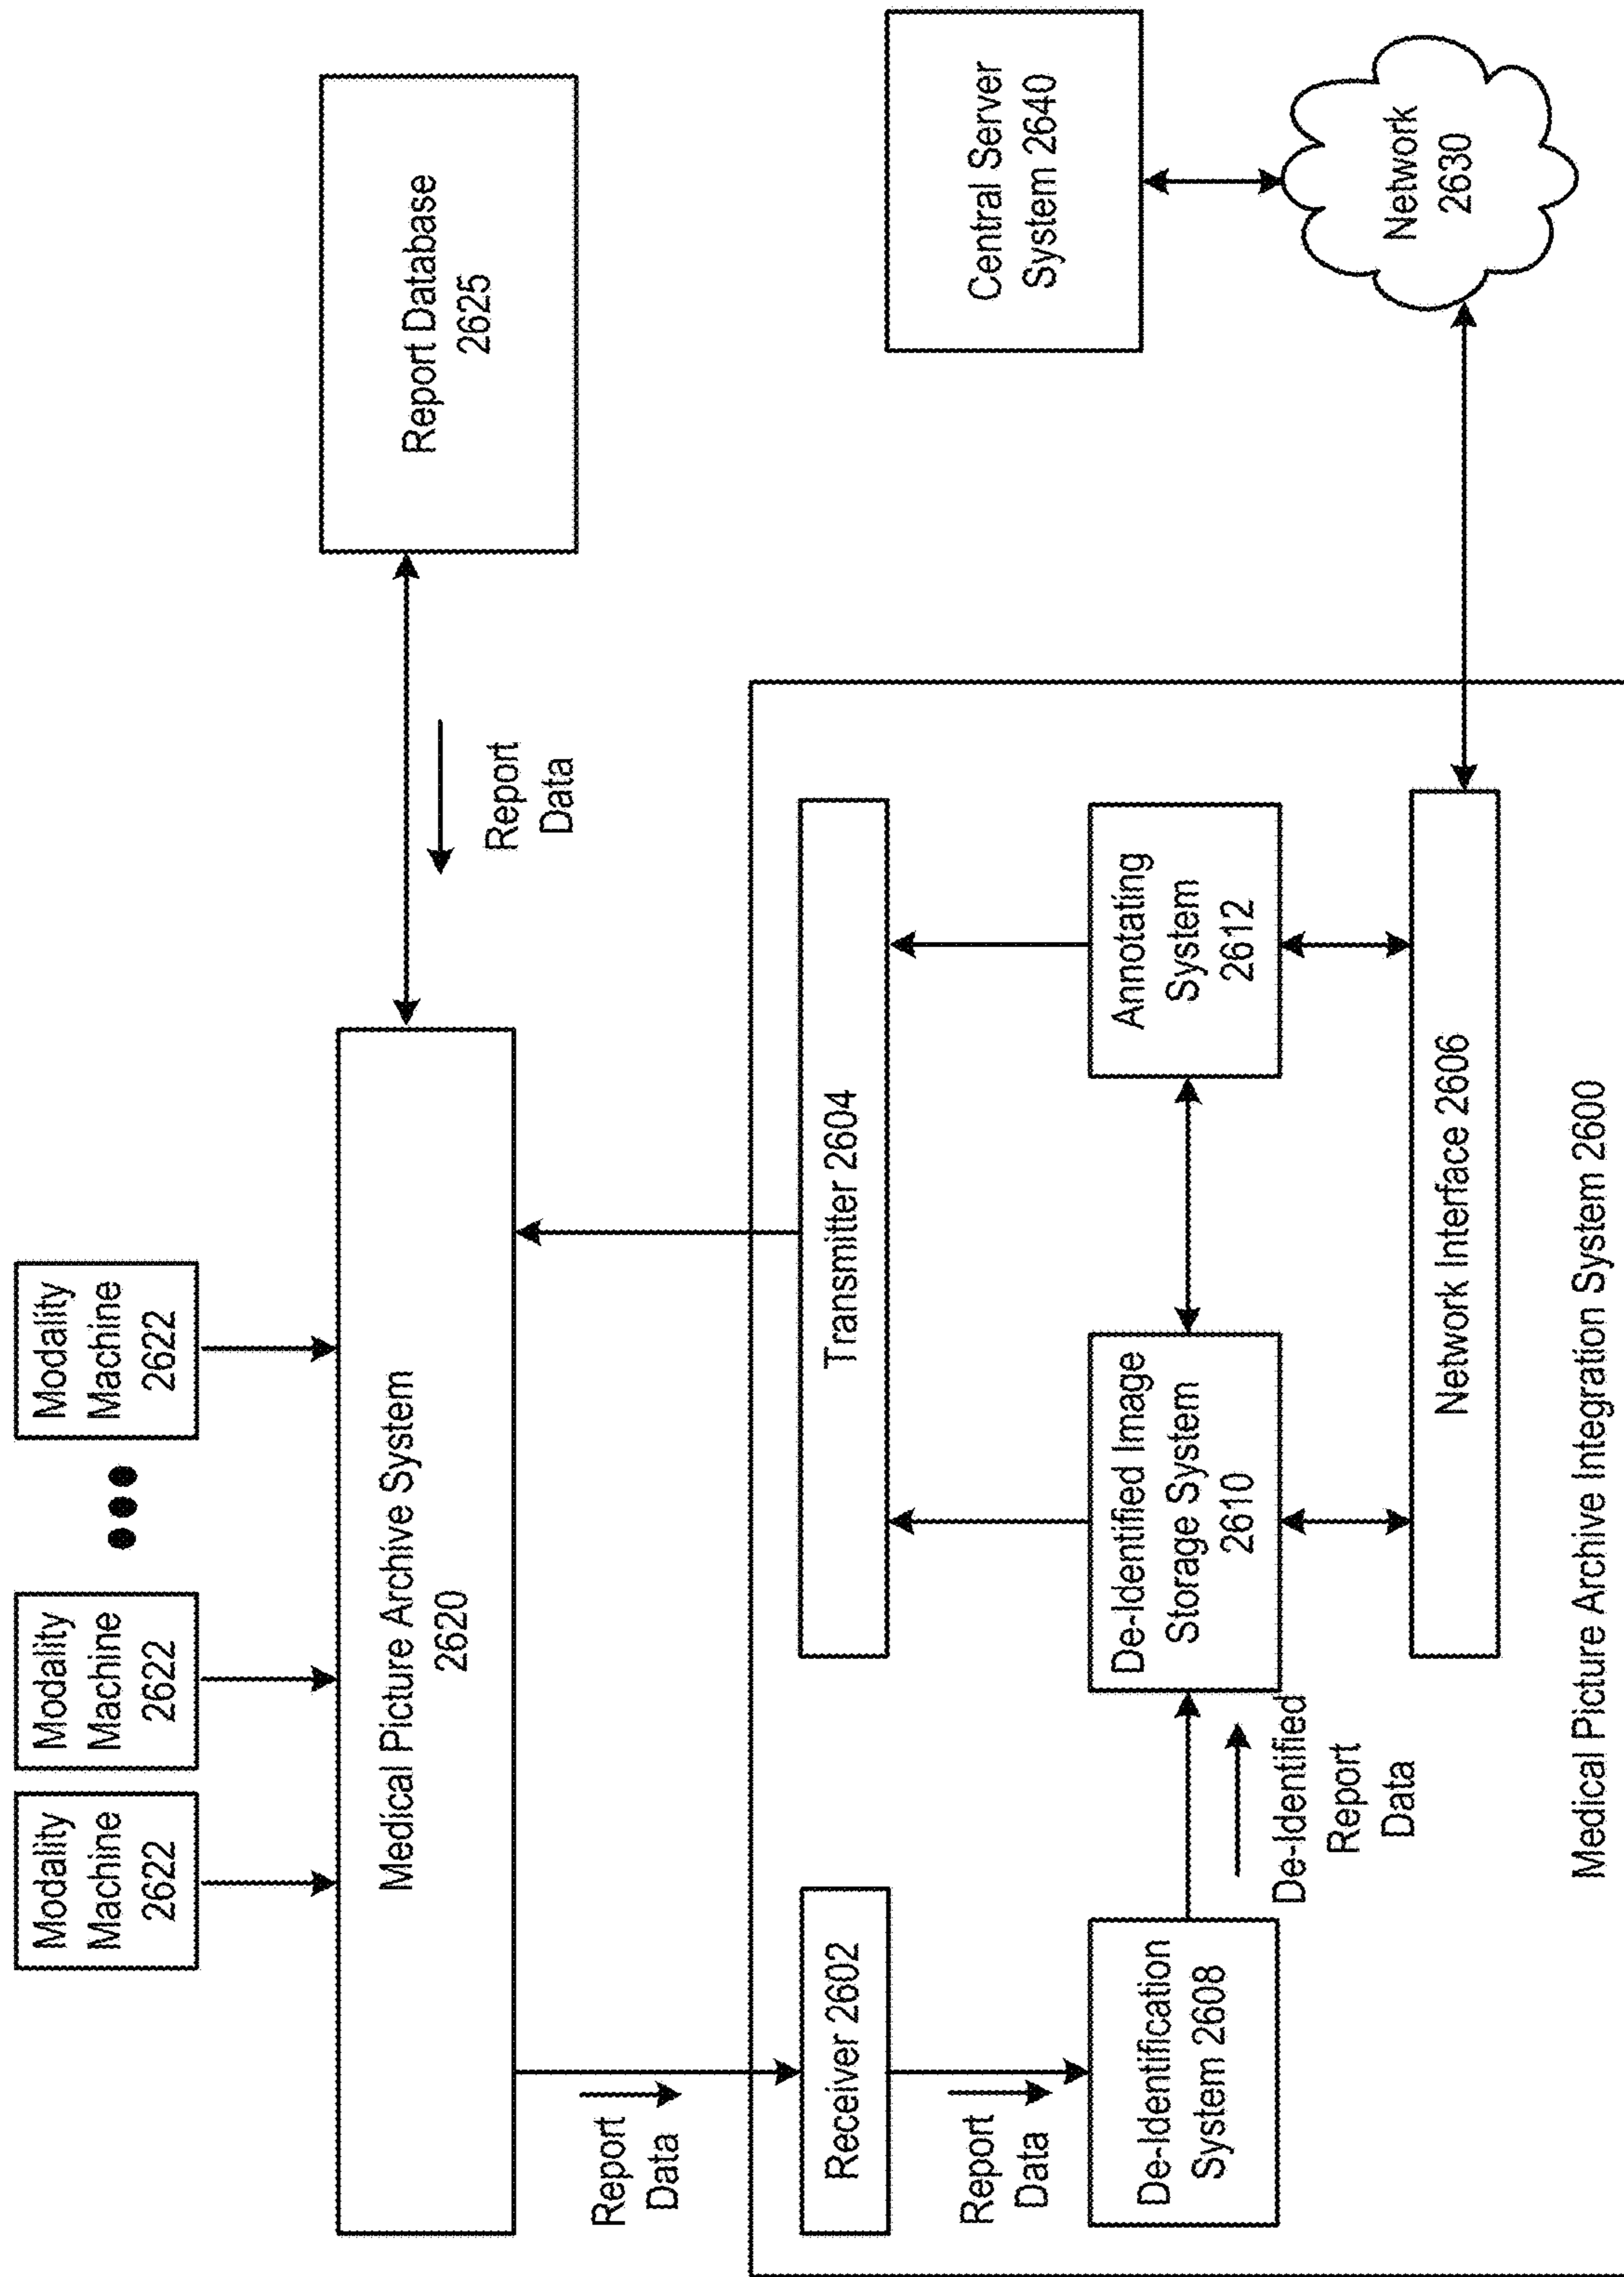 Modality
Machine
2622
Modality
Machine
2622
Modality
Machine
2622
Medical Picture Archive System
2620
Report Database
2625
Report
Data
Report
Data
Receiver 2602
Report
Data
De-Identification
System 2608
De-Identified
Report
Data
Transmitter 2604
De-Identified Image
Storage System
2610
Annotating
System
2612
Network Interface 2606
Medical Picture Archive Integration System 2600
Central Server
System 2640
Network
2630